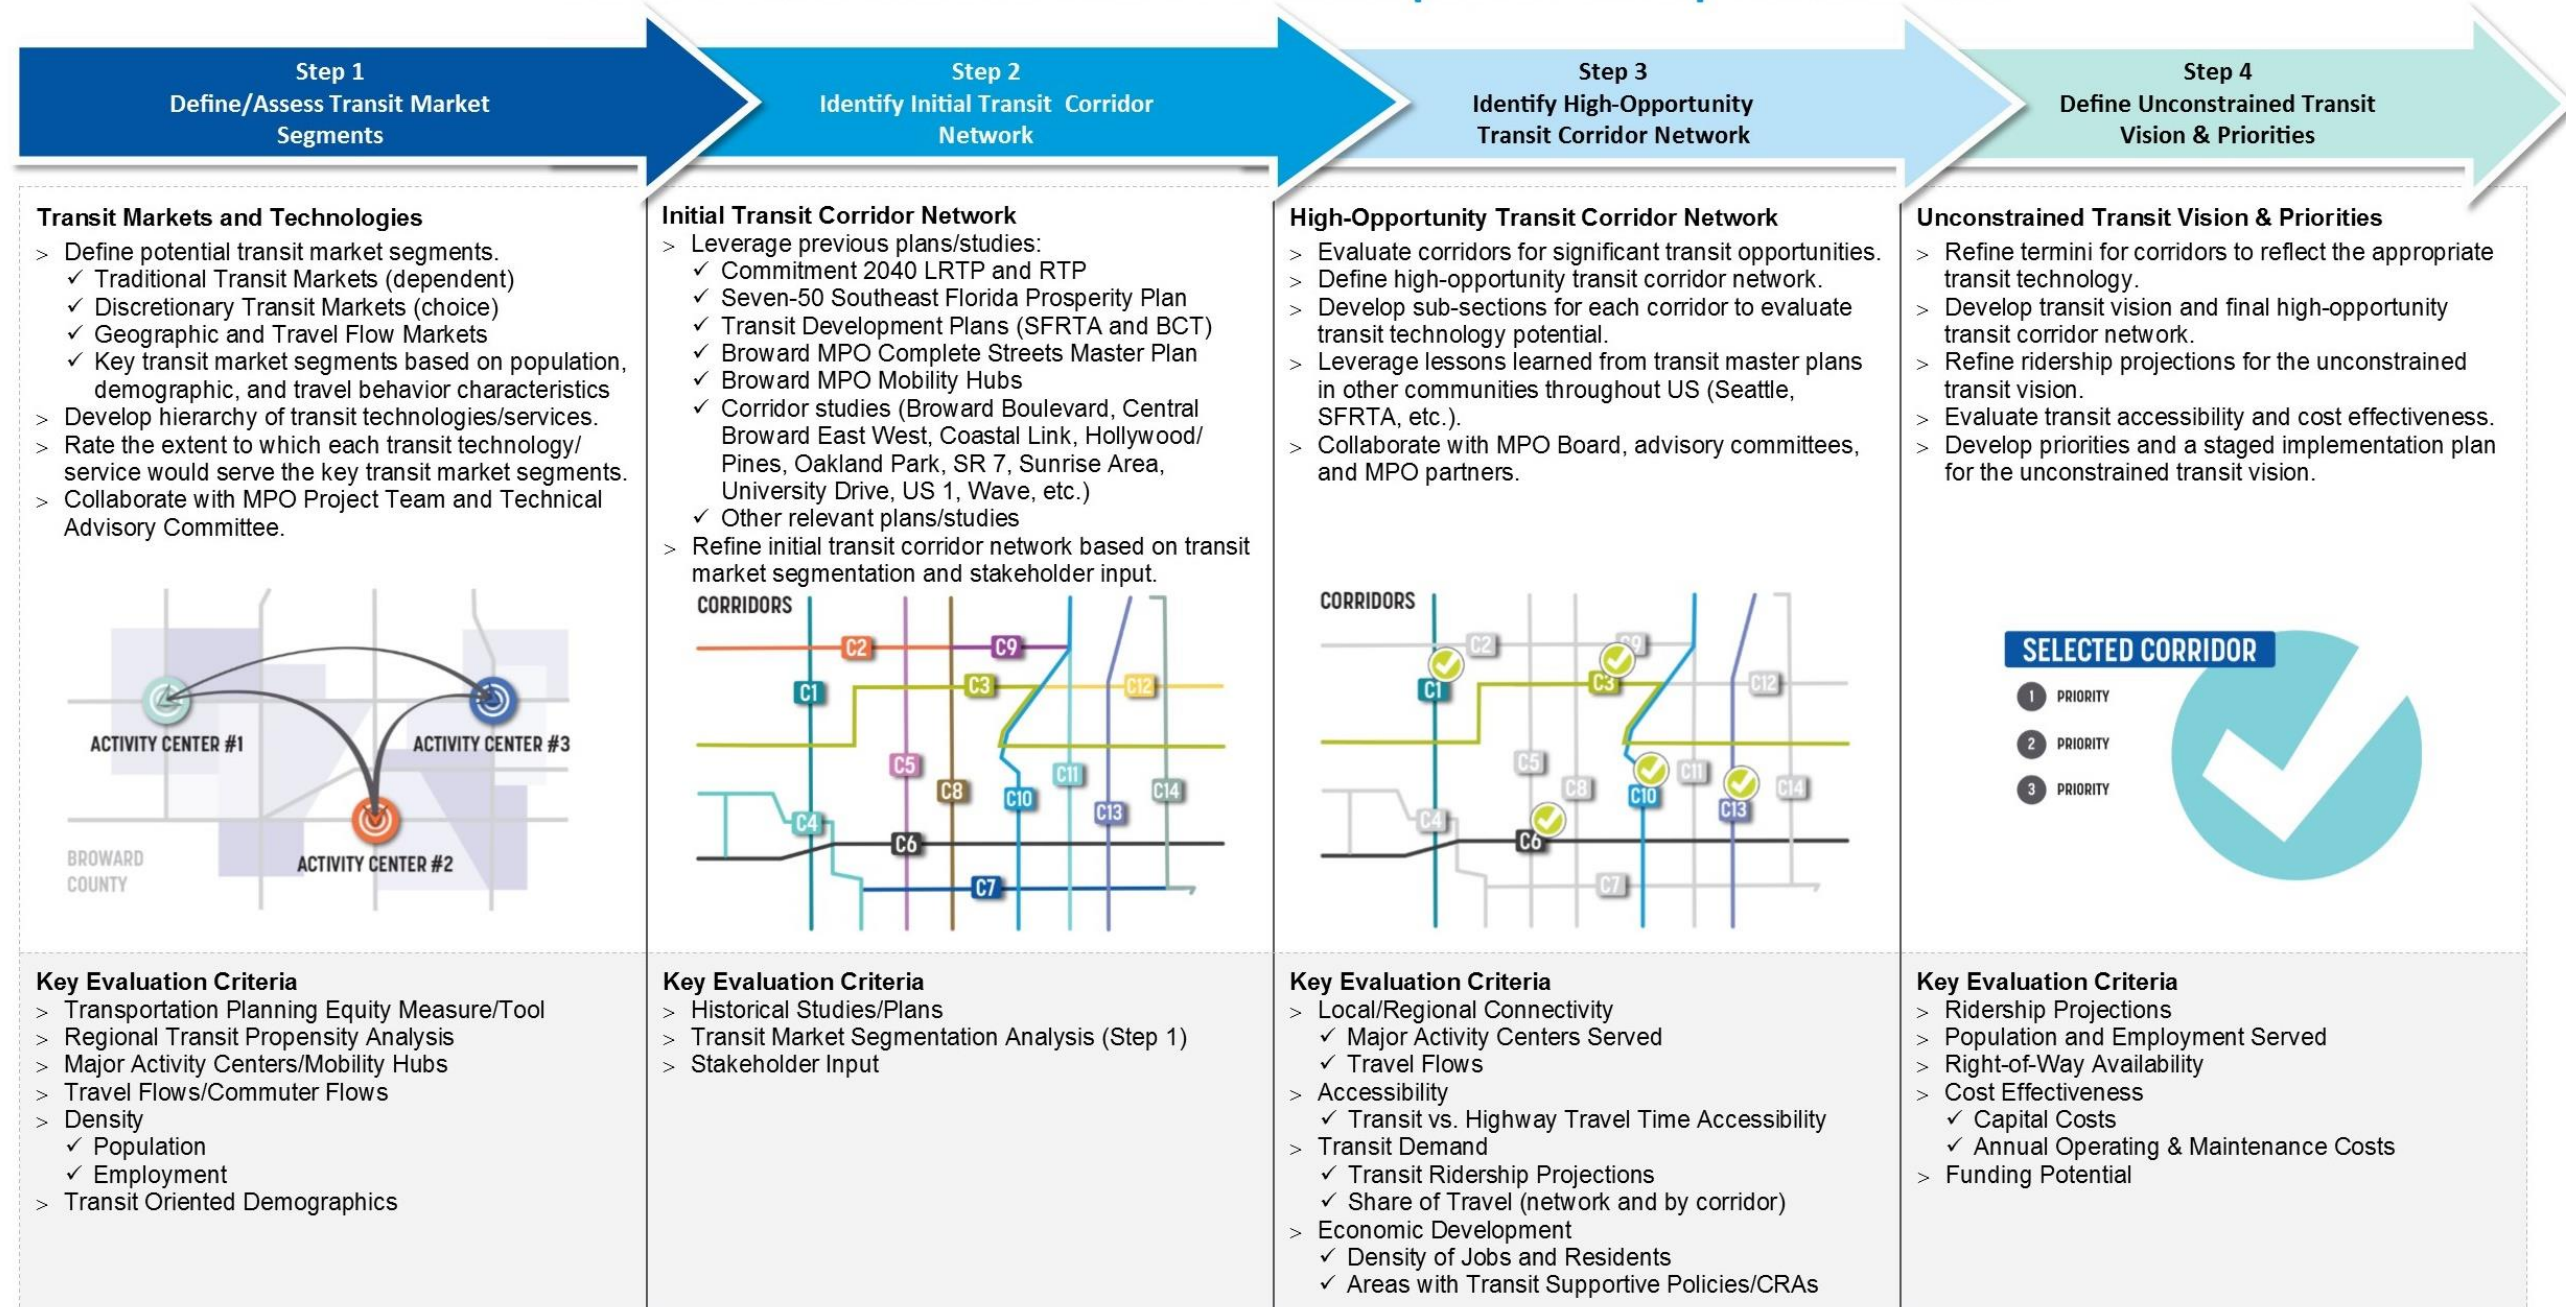 Step 1
Define/Assess Transit Market
Segments
Step 2
Identify Initial Transit Corridor
Network
Step 3
Identify High-Opportunity
Transit Corridor Network
Step 4
Define Unconstrained Transit
Vision & Priorities
Transit Markets and Technologies
> Define potential transit market segments.
✓ Traditional Transit Markets (dependent)
✓ Discretionary Transit Markets (choice)
✓ Geographic and Travel Flow Markets
✓ Key transit market segments based on population,
demographic, and travel behavior characteristics
> Develop hierarchy of transit technologies/services.
> Rate the extent to which each transit technology/
service would serve the key transit market segments.
> Collaborate with MPO Project Team and Technical
Advisory Committee.
ACTIVITY CENTER #1
ACTIVITY CENTER #3
ACTIVITY CENTER #2
BROWARD
COUNTY
Key Evaluation Criteria
> Transportation Planning Equity Measure/Tool
> Regional Transit Propensity Analysis
> Major Activity Centers/Mobility Hubs
> Travel Flows/Commuter Flows
> Density
✓ Population
✓ Employment
> Transit Oriented Demographics
Initial Transit Corridor Network
> Leverage previous plans/studies:
✓ Commitment 2040 LRTP and RTP
✓ Seven-50 Southeast Florida Prosperity Plan
✓ Transit Development Plans (SFRTA and BCT)
✓ Broward MPO Complete Streets Master Plan
✓ Broward MPO Mobility Hubs
✓ Corridor studies (Broward Boulevard, Central
Broward East West, Coastal Link, Hollywood/
Pines, Oakland Park, SR 7, Sunrise Area,
University Drive, US 1, Wave, etc.)
✓ Other relevant plans/studies
> Refine initial transit corridor network based on transit
market segmentation and stakeholder input.
CORRIDORS
C2
C9
C1
C3
C12
C5
C8
C10
C11
C14
C4
C13
C6
C7
Key Evaluation Criteria
> Historical Studies/Plans
> Transit Market Segmentation Analysis (Step 1)
> Stakeholder Input
High-Opportunity Transit Corridor Network
> Evaluate corridors for significant transit opportunities.
> Define high-opportunity transit corridor network.
> Develop sub-sections for each corridor to evaluate
transit technology potential.
> Leverage lessons learned from transit master plans
in other communities throughout US (Seattle,
SFRTA, etc.).
> Collaborate with MPO Board, advisory committees,
and MPO partners.
CORRIDORS
C2
C9
C1
C3
C12
C5
C8
C10
C11
C14
C4
C13
C6
C7
Key Evaluation Criteria
> Local/Regional Connectivity
✓ Major Activity Centers Served
✓ Travel Flows
> Accessibility
✓ Transit vs. Highway Travel Time Accessibility
> Transit Demand
✓ Transit Ridership Projections
✓ Share of Travel (network and by corridor)
> Economic Development
✓ Density of Jobs and Residents
✓ Areas with Transit Supportive Policies/CRAs
Unconstrained Transit Vision & Priorities
> Refine termini for corridors to reflect the appropriate
transit technology.
> Develop transit vision and final high-opportunity
transit corridor network.
> Refine ridership projections for the unconstrained
transit vision.
> Evaluate transit accessibility and cost effectiveness.
> Develop priorities and a staged implementation plan
for the unconstrained transit vision.
SELECTED CORRIDOR
1 PRIORITY
2 PRIORITY
3 PRIORITY
Key Evaluation Criteria
> Ridership Projections
> Population and Employment Served
> Right-of-Way Availability
> Cost Effectiveness
✓ Capital Costs
✓ Annual Operating & Maintenance Costs
> Funding Potential